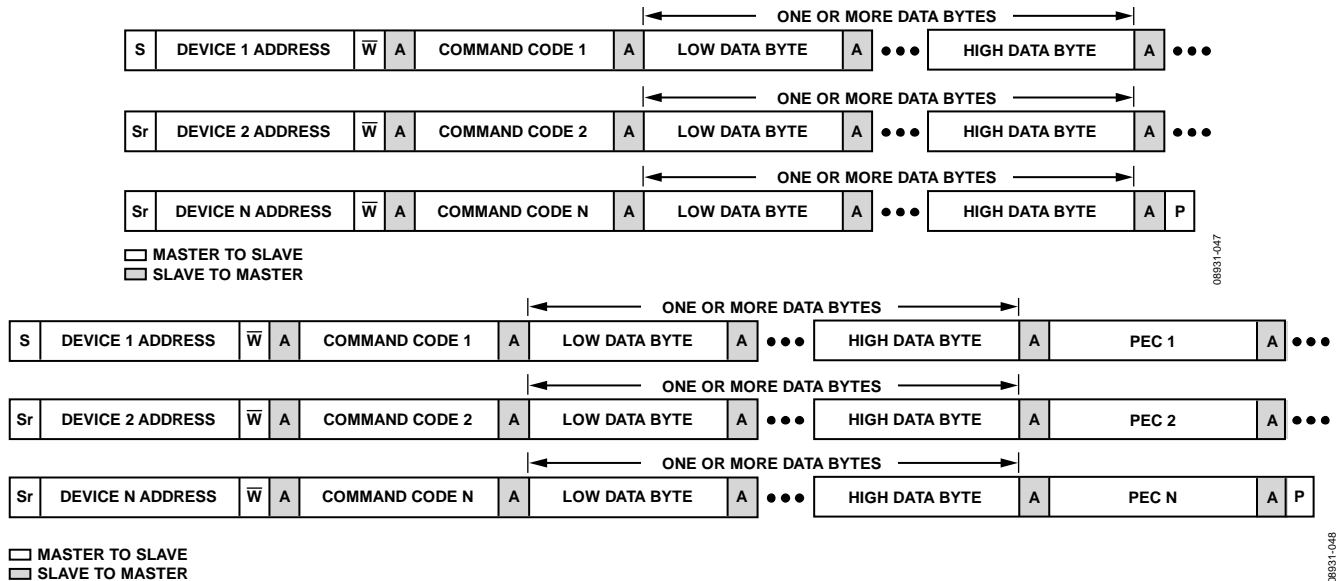 ONE OR MORE DATA BYTES
S DEVICE 1 ADDRESS W̅ A COMMAND CODE 1 A LOW DATA BYTE A ••• HIGH DATA BYTE A •••
ONE OR MORE DATA BYTES
Sr DEVICE 2 ADDRESS W̅ A COMMAND CODE 2 A LOW DATA BYTE A ••• HIGH DATA BYTE A •••
ONE OR MORE DATA BYTES
Sr DEVICE N ADDRESS W̅ A COMMAND CODE N A LOW DATA BYTE A ••• HIGH DATA BYTE A P
MASTER TO SLAVE
SLAVE TO MASTER
08931-047
ONE OR MORE DATA BYTES
S DEVICE 1 ADDRESS W̅ A COMMAND CODE 1 A LOW DATA BYTE A ••• HIGH DATA BYTE A PEC 1 A •••
ONE OR MORE DATA BYTES
Sr DEVICE 2 ADDRESS W̅ A COMMAND CODE 2 A LOW DATA BYTE A ••• HIGH DATA BYTE A PEC 2 A •••
ONE OR MORE DATA BYTES
Sr DEVICE N ADDRESS W̅ A COMMAND CODE N A LOW DATA BYTE A ••• HIGH DATA BYTE A PEC N A P
MASTER TO SLAVE
SLAVE TO MASTER
08931-048